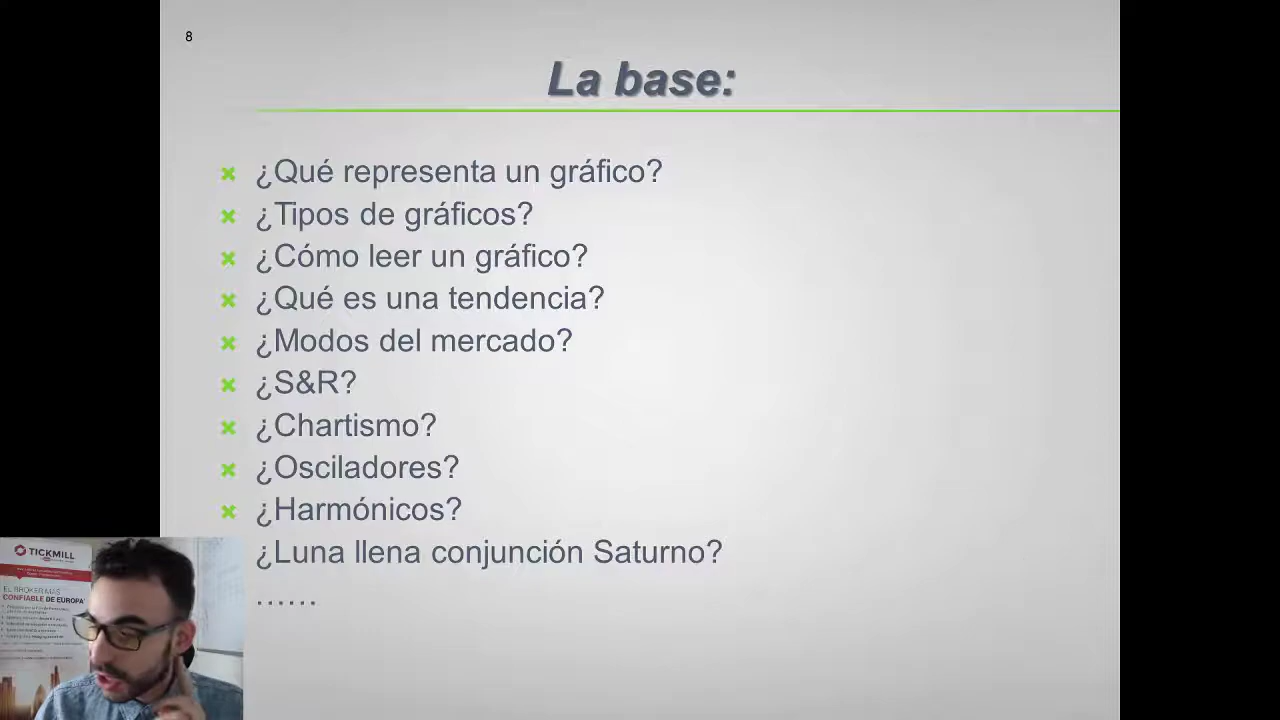 8
La base:
¿Qué representa un gráfico?
¿Tipos de gráficos?
¿Cómo leer un gráfico?
¿Qué es una tendencia?
¿Modos del mercado?
¿S&R?
¿Chartismo?
¿Osciladores?
¿Harmónicos?
¿Luna llena conjunción Saturno?
......
TICKMILL
EL BROKER MÁS
CONFIABLE DE EUROPA